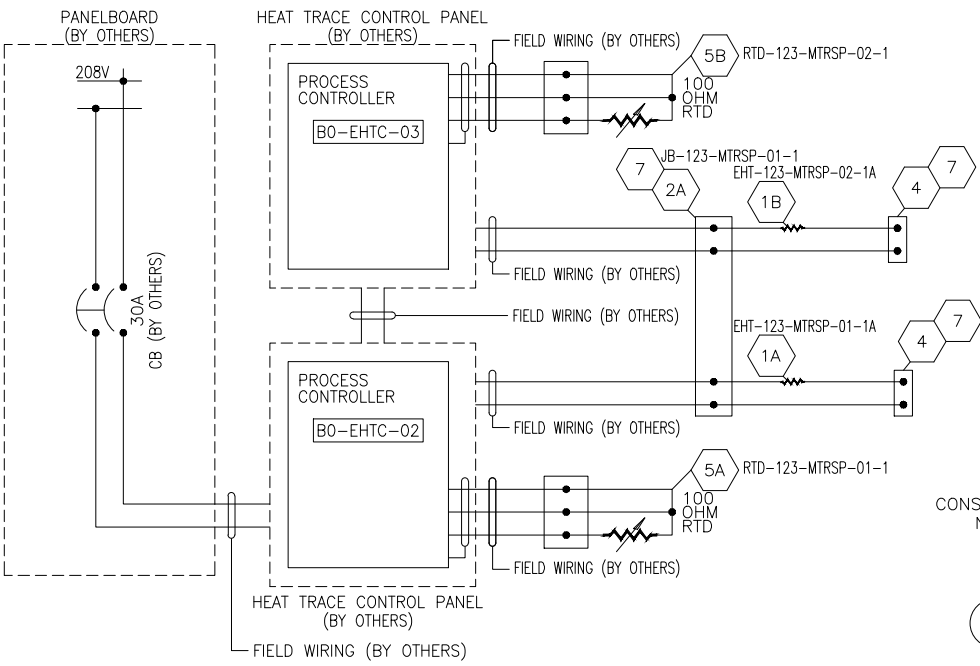 PANELBOARD
(BY OTHERS)
208V
30A
CB (BY OTHERS)
HEAT TRACE CONTROL PANEL
(BY OTHERS)
PROCESS
CONTROLLER
B0-EHTC-03
FIELD WIRING (BY OTHERS)
5B
RTD-123-MTRSP-02-1
100
OHM
RTD
7
JB-123-MTRSP-01-1
2A
EHT-123-MTRSP-02-1A
1B
4
7
FIELD WIRING (BY OTHERS)
FIELD WIRING (BY OTHERS)
EHT-123-MTRSP-01-1A
1A
4
7
PROCESS
CONTROLLER
B0-EHTC-02
FIELD WIRING (BY OTHERS)
5A
RTD-123-MTRSP-01-1
100
OHM
RTD
FIELD WIRING (BY OTHERS)
HEAT TRACE CONTROL PANEL
(BY OTHERS)
FIELD WIRING (BY OTHERS)
CONS